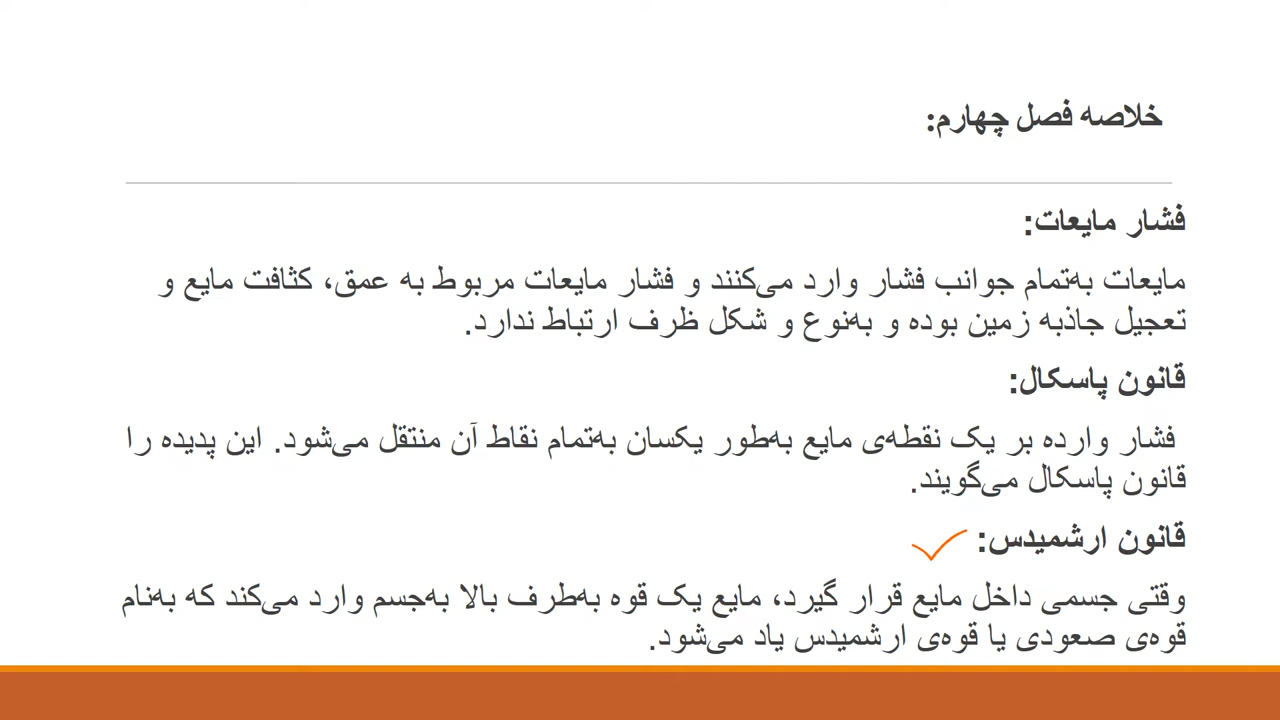 خلاصه فصل چهارم:
فشار مایعات:
مایعات به‌تمام جوانب فشار وارد می‌کنند و فشار مایعات مربوط به عمق، کثافت مایع و
تعجیل جاذبه زمین بوده و به‌نوع و شکل ظرف ارتباط ندارد.
قانون پاسکال:
فشار وارده بر یک نقطه‌ی مایع به‌طور یکسان به‌تمام نقاط آن منتقل می‌شود. این پدیده را
قانون پاسکال می‌گویند.
قانون ارشمیدس:
وقتی جسمی داخل مایع قرار گیرد، مایع یک قوه به‌طرف بالا به‌جسم وارد می‌کند که به‌نام
قوه‌ی صعودی یا قوه‌ی ارشمیدس یاد می‌شود.